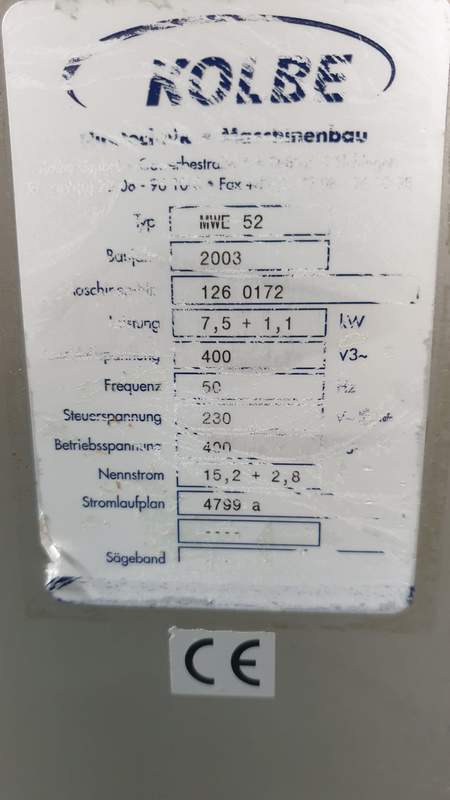 KOLBE
Maschinenbau
Fax
Typ MWE 52
2003
126 0172
7,5 + 1,1 kW
400 V3~
Frequenz 50 Hz
Steuerspannung 230
Betriebsspannung 400
Nennstrom 15,2 + 2,8
Stromlaufplan 4799 a
----
Sägeband
CE